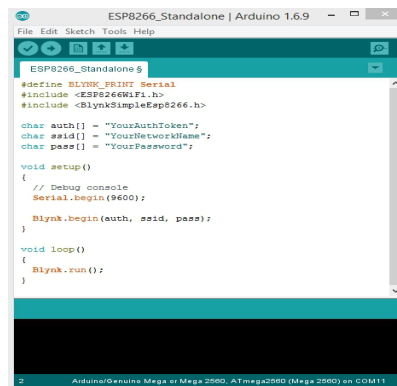 ESP8266_Standalone | Arduino 1.6.9
File Edit Sketch Tools Help
ESP8266_Standalone §
#define BLYNK_PRINT Serial
#include <ESP8266WiFi.h>
#include <BlynkSimpleEsp8266.h>
char auth[] = "YourAuthToken";
char ssid[] = "YourNetworkName";
char pass[] = "YourPassword";
void setup()
{
// Debug console
Serial.begin(9600);
Blynk.begin(auth, ssid, pass);
}
void loop()
{
Blynk.run();
}
2 Arduino/Genuino Mega or Mega 2560, ATmega2560 (Mega 2560) on COM11